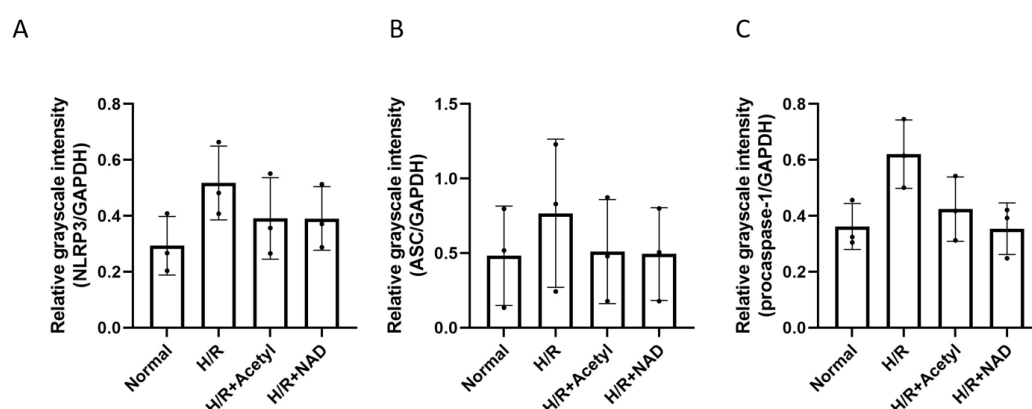 A
B
C
Relative grayscale intensity
(NLRP3/GAPDH)
0.8
0.6
0.4
0.2
0.0
Normal
H/R
H/R+Acetyl
H/R+NAD
Relative grayscale intensity
(ASC/GAPDH)
1.5
1.0
0.5
0.0
Normal
H/R
H/R+Acetyl
H/R+NAD
Relative grayscale intensity
(procaspase-1/GAPDH)
0.8
0.6
0.4
0.2
0.0
Normal
H/R
H/R+Acetyl
H/R+NAD